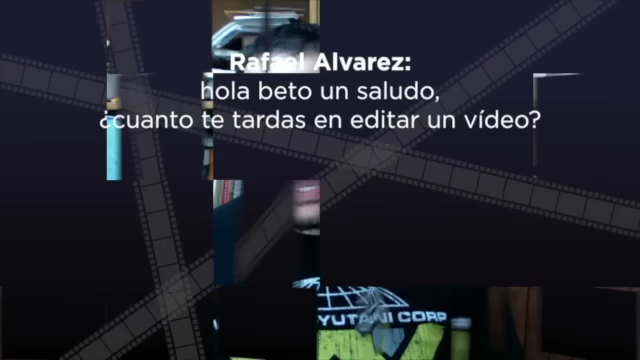 Rafael Alvarez:
hola beto un saludo,
¿cuanto te tardas en editar un vídeo?
YUTANI CORP